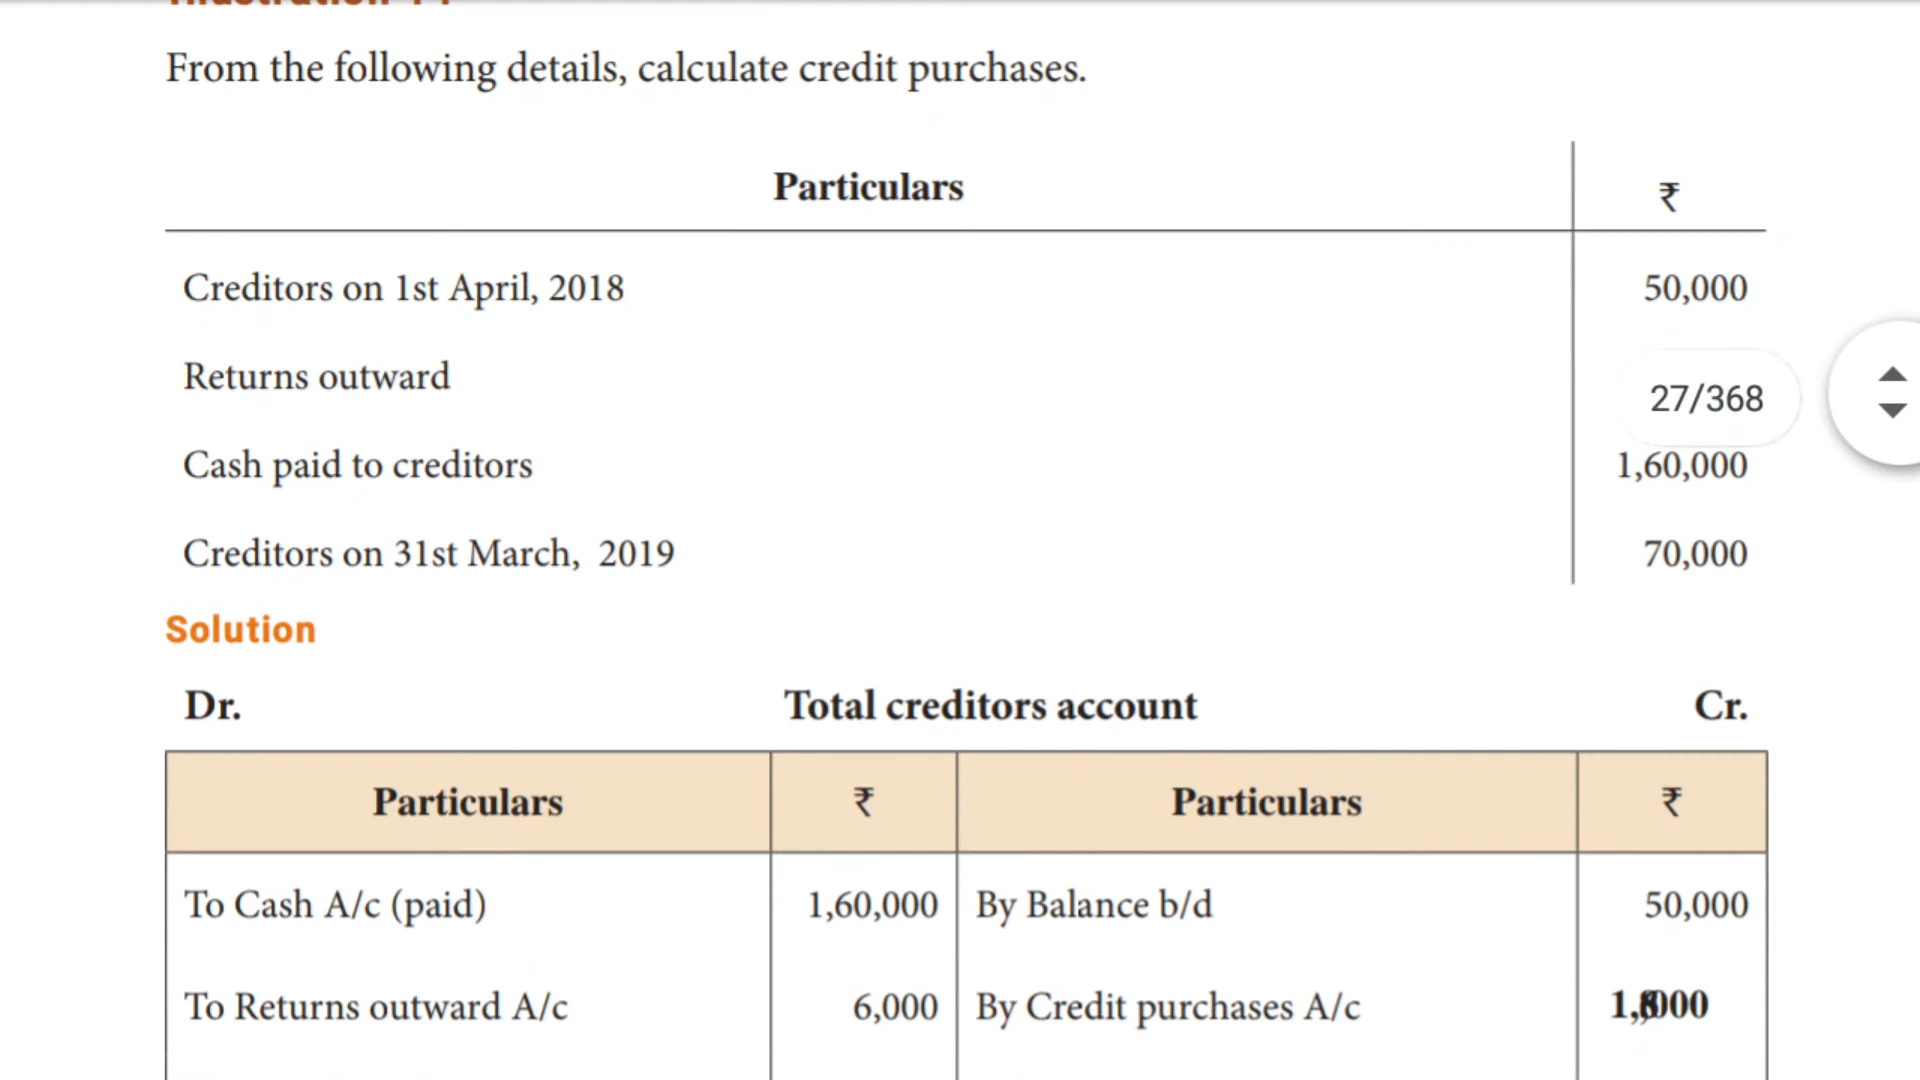 From the following details, calculate credit purchases.
Particulars ₹
Creditors on 1st April, 2018 50,000
Returns outward
27/368
Cash paid to creditors 1,60,000
Creditors on 31st March, 2019 70,000
Solution
Dr. Total creditors account Cr.
Particulars ₹ Particulars ₹
To Cash A/c (paid) 1,60,000 By Balance b/d 50,000
To Returns outward A/c 6,000 By Credit purchases A/c